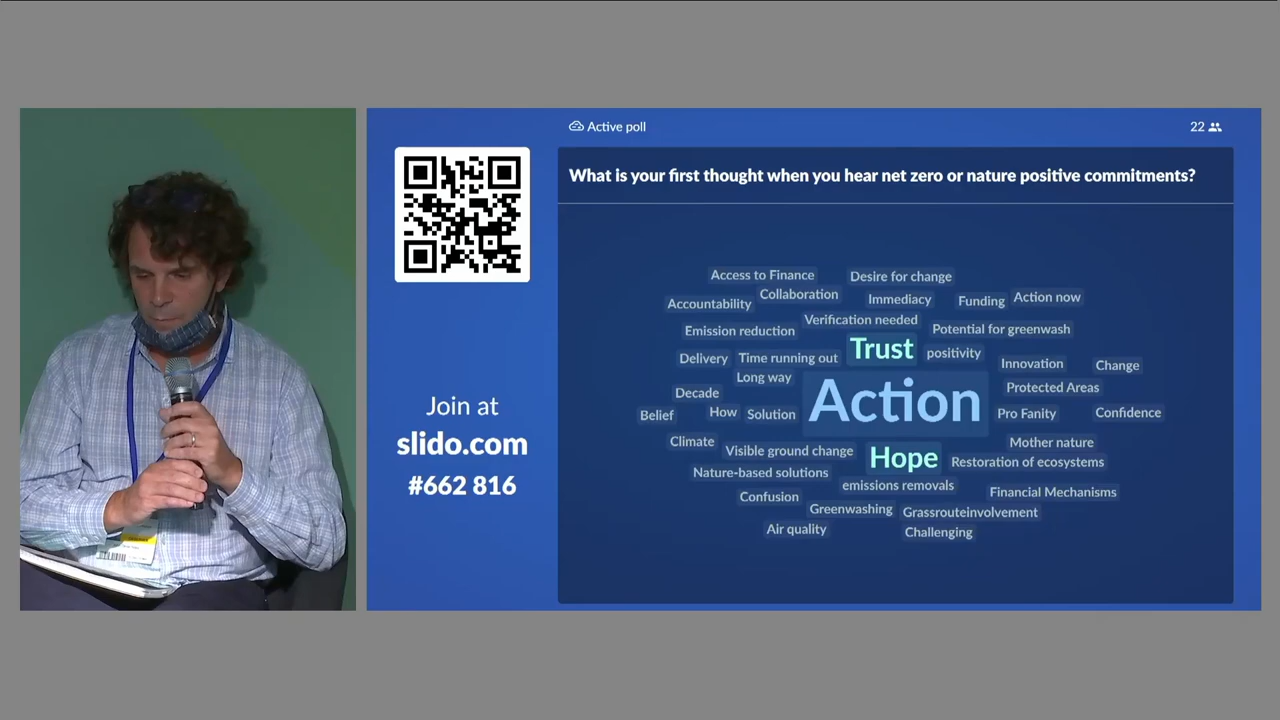 Active poll
22
What is your first thought when you hear net zero or nature positive commitments?
Join at
slido.com
#662 816
Access to Finance
Desire for change
Collaboration
Accountability
Immediacy
Funding
Action now
Verification needed
Emission reduction
Potential for greenwash
Trust
positivity
Delivery
Time running out
Innovation
Change
Long way
Decade
Action
Protected Areas
Belief
How
Solution
Pro Fanity
Confidence
Climate
Visible ground change
Hope
Mother nature
Restoration of ecosystems
Nature-based solutions
emissions removals
Confusion
Financial Mechanisms
Greenwashing
Grassrouteinvolvement
Air quality
Challenging